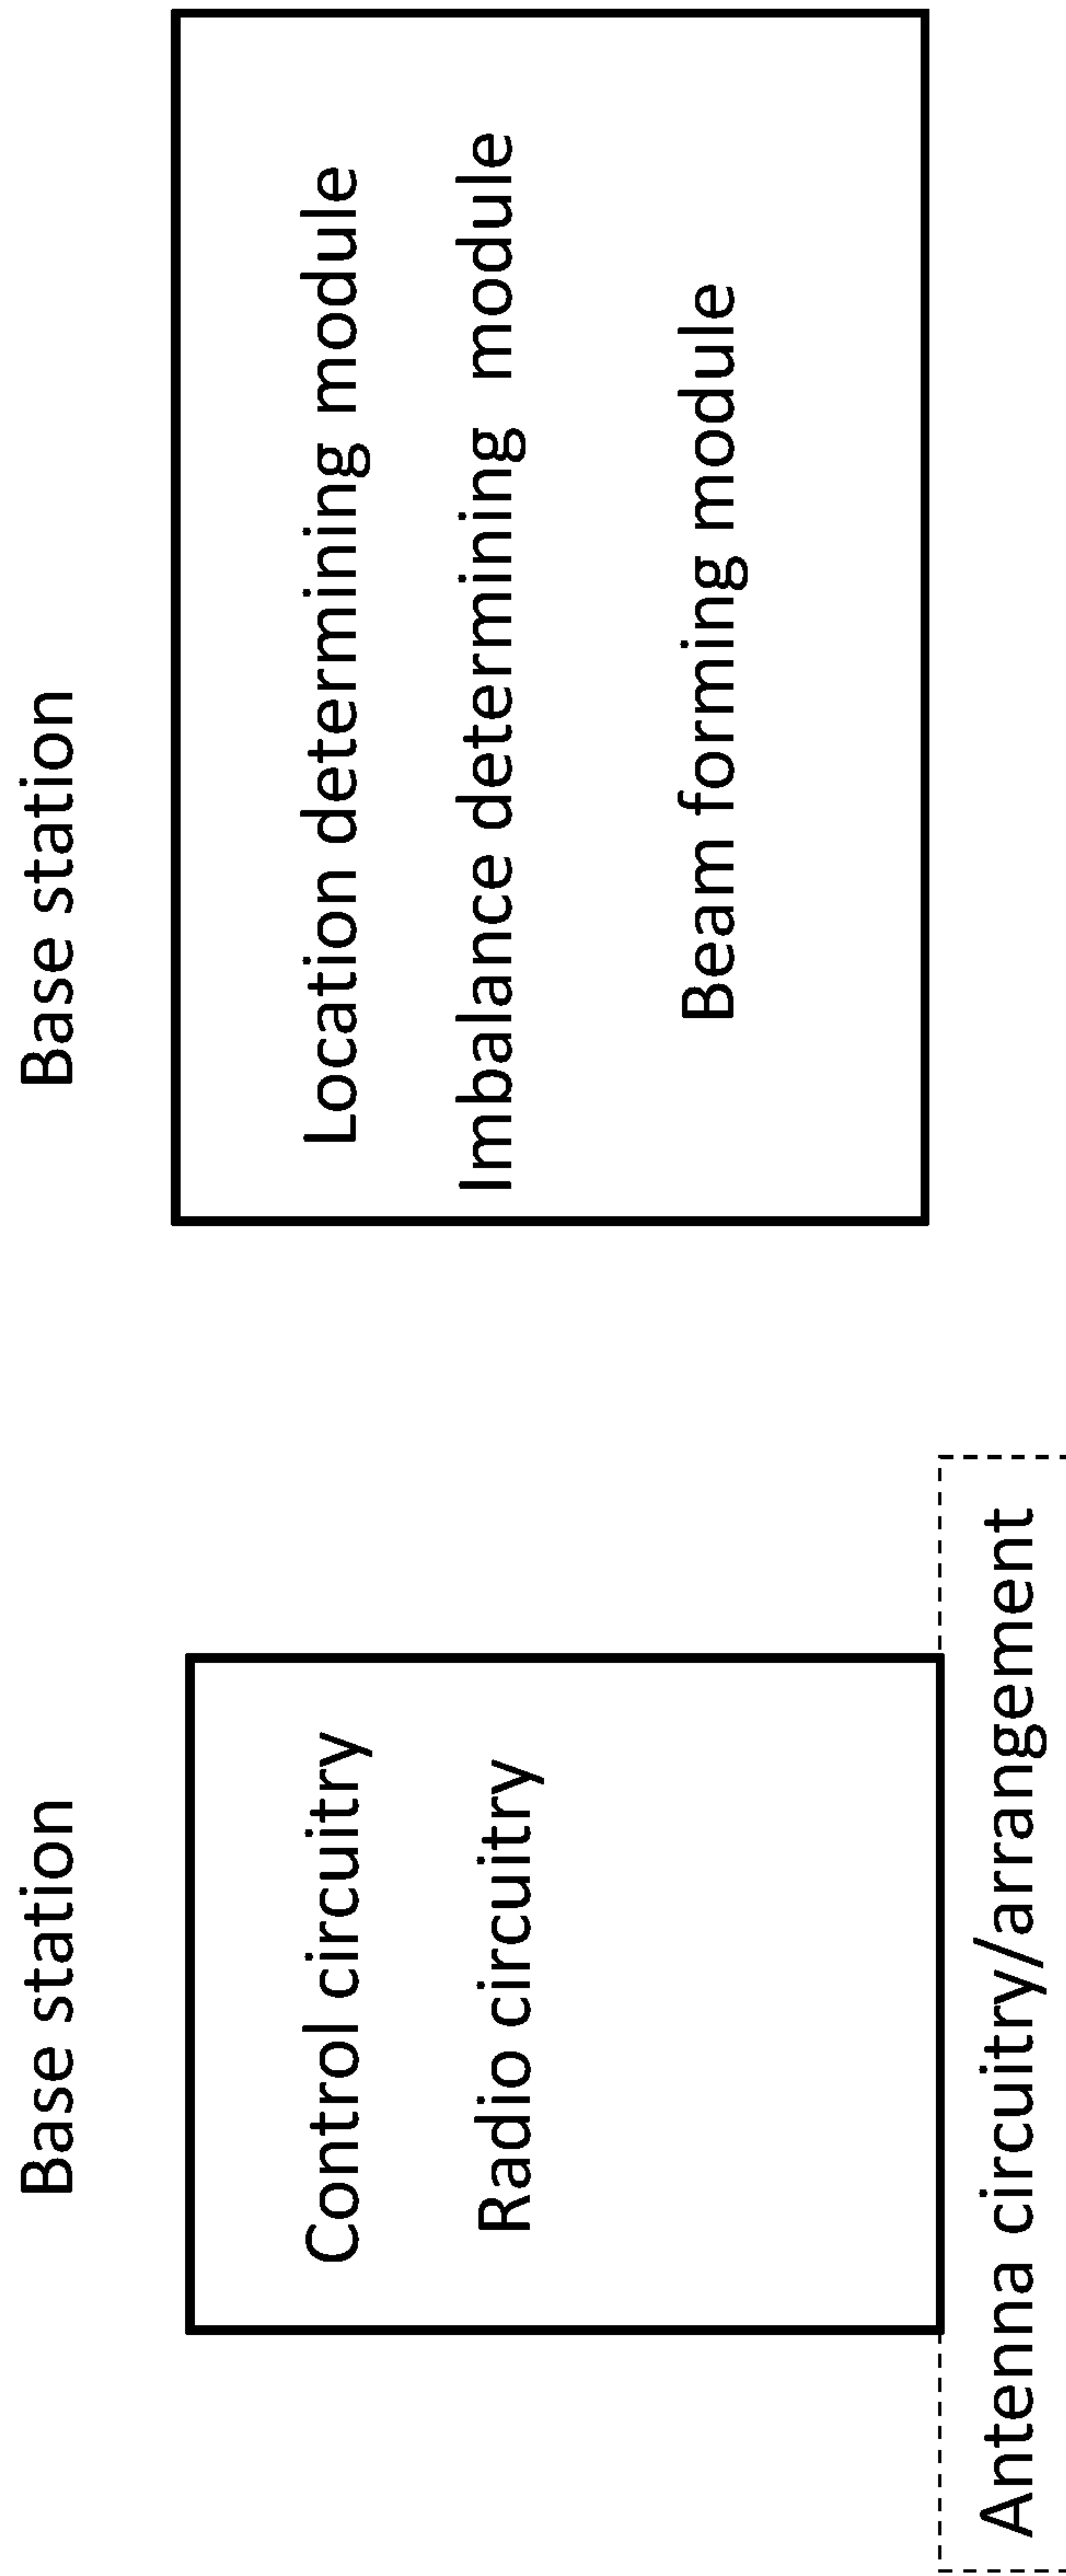 Base station
Control circuitry
Radio circuitry
Antenna circuitry/arrangement
Base station
Location determining module
Imbalance determining module
Beam forming module